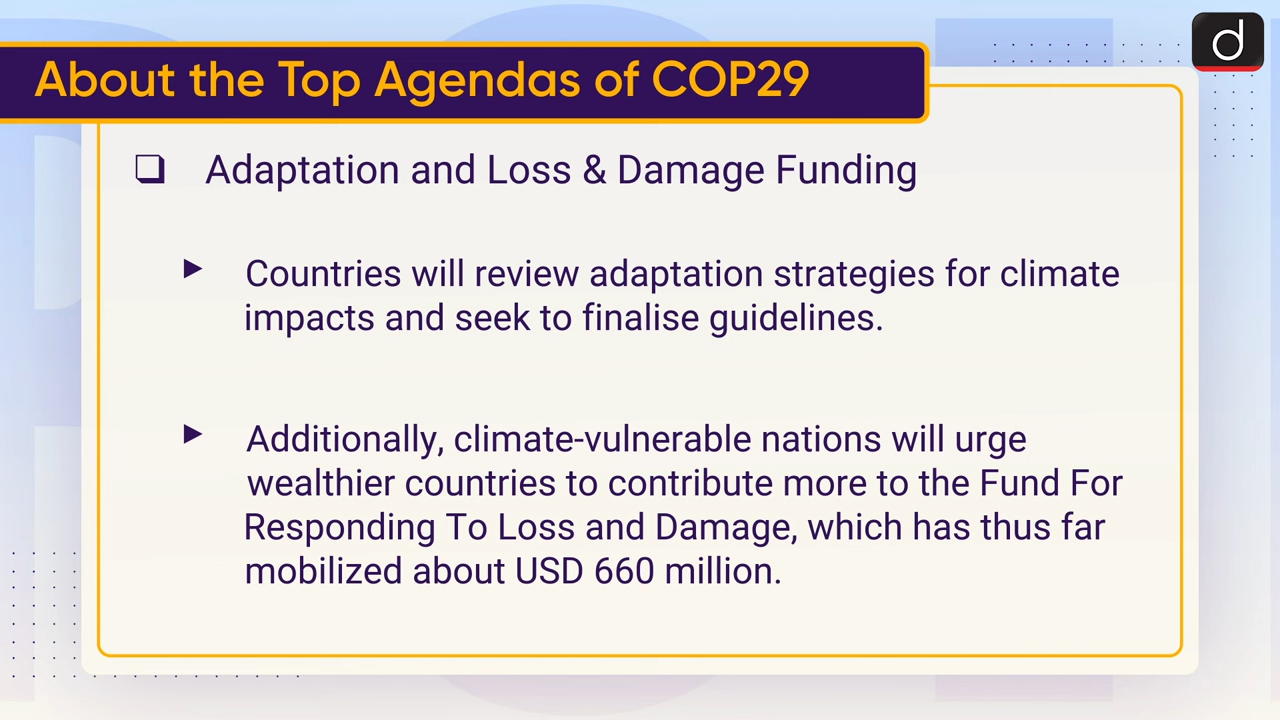 d
About the Top Agendas of COP29
❑ Adaptation and Loss & Damage Funding
► Countries will review adaptation strategies for climate
impacts and seek to finalise guidelines.
► Additionally, climate-vulnerable nations will urge
wealthier countries to contribute more to the Fund For
Responding To Loss and Damage, which has thus far
mobilized about USD 660 million.